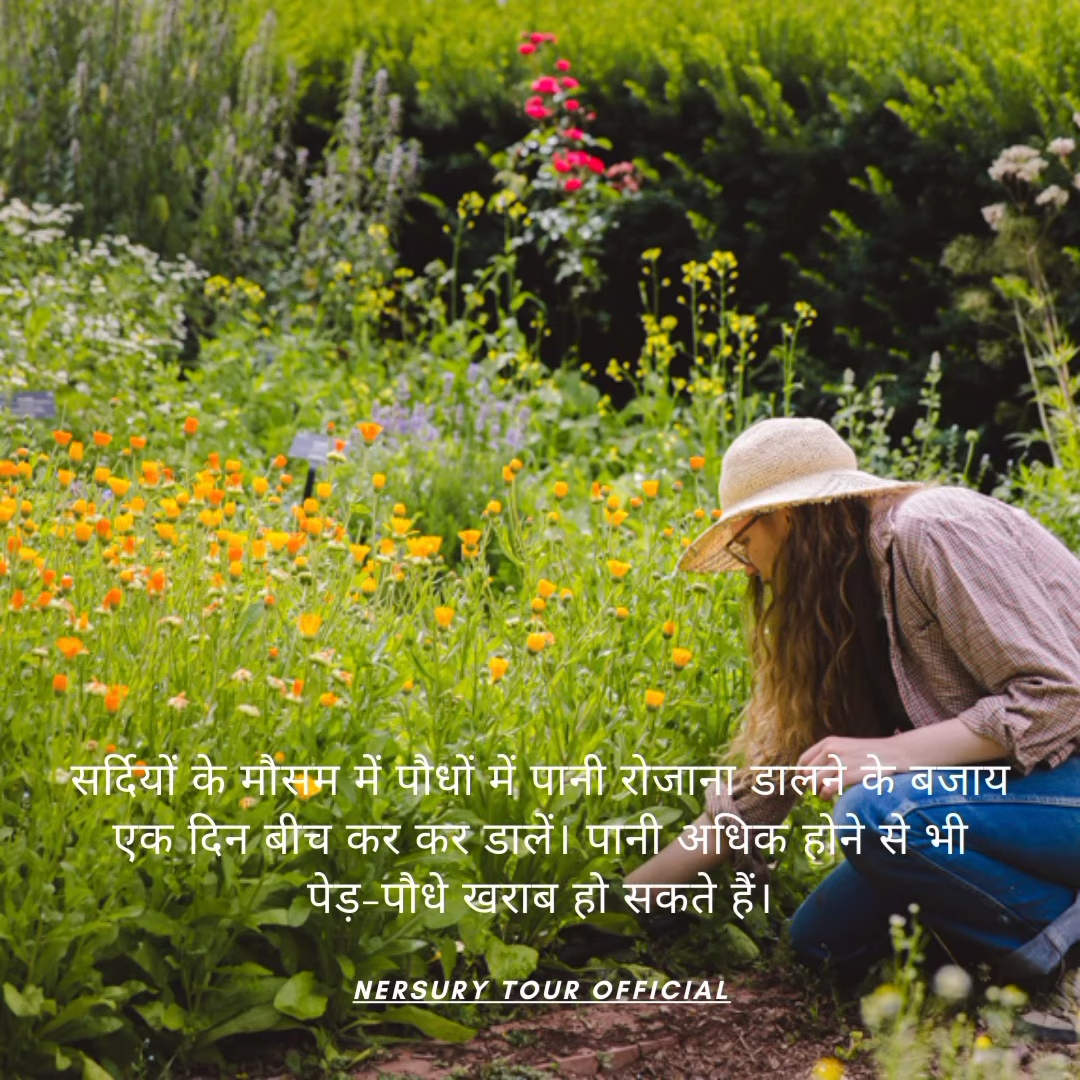 सर्दियों के मौसम में पौधों में पानी रोजाना डालने के बजाय
एक दिन बीच कर कर डालें। पानी अधिक होने से भी
पेड़-पौधे खराब हो सकते हैं।
NERSURY TOUR OFFICIAL